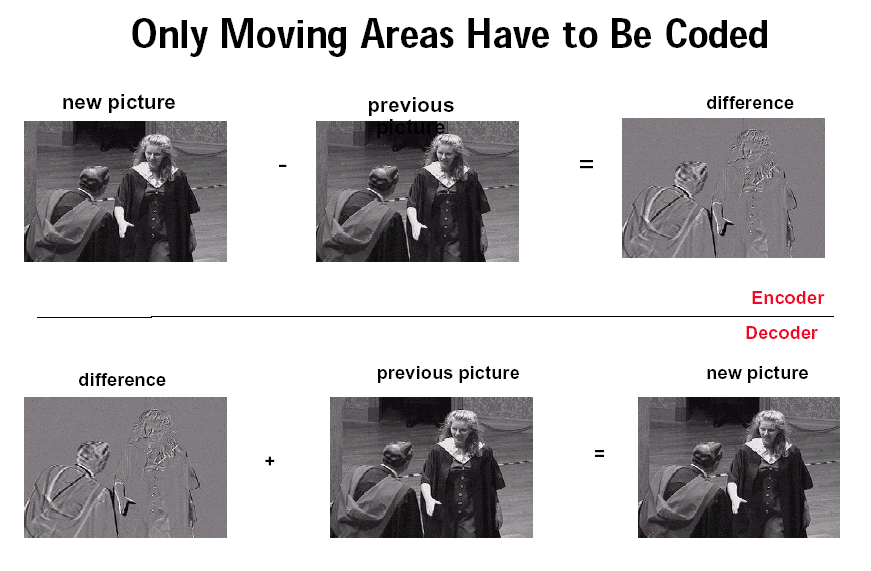 Only Moving Areas Have to Be Coded
new picture
previous
picture
difference
-
=
Encoder
Decoder
difference
previous picture
new picture
+
=